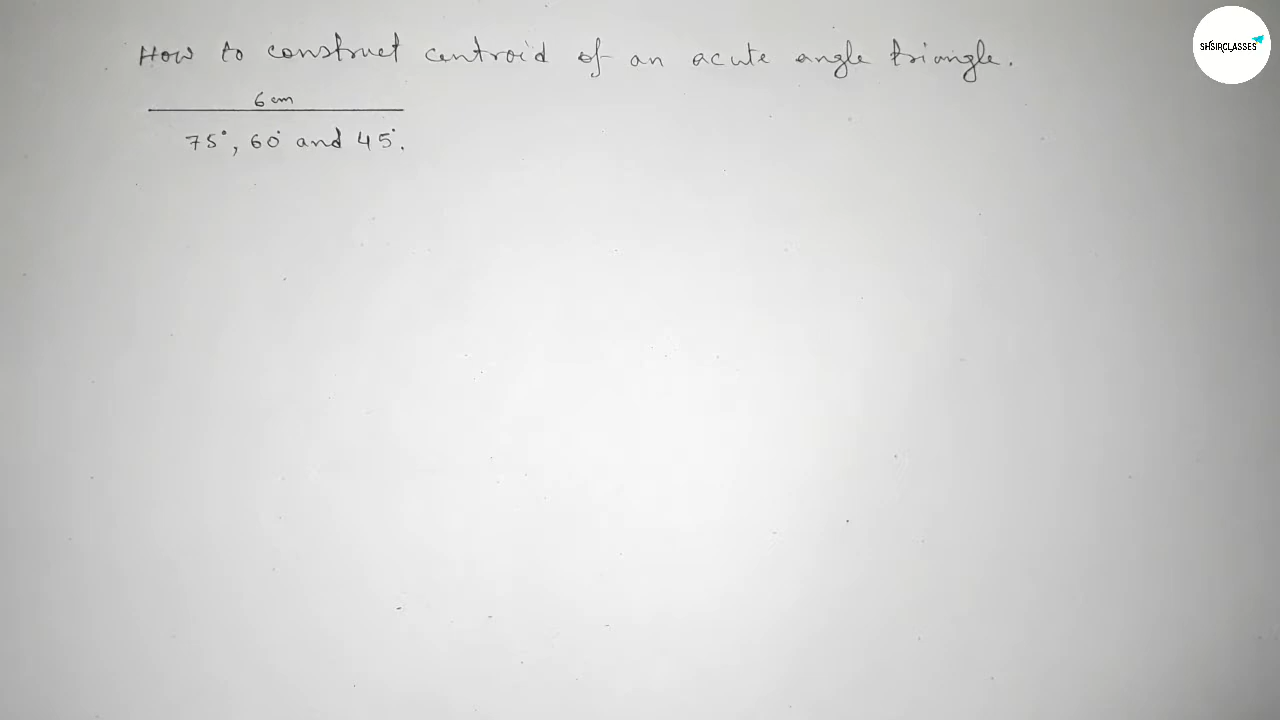 How to construct centroid of an acute angle triangle.
SHSIRCLASSES
6 cm
75°, 60° and 45°.